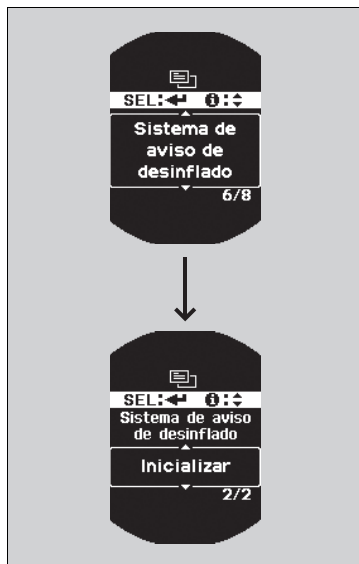 SEL:↵ ℹ:⬍
Sistema de
aviso de
desinflado
6/8
SEL:↵ ℹ:⬍
Sistema de aviso
de desinflado
Inicializar
2/2